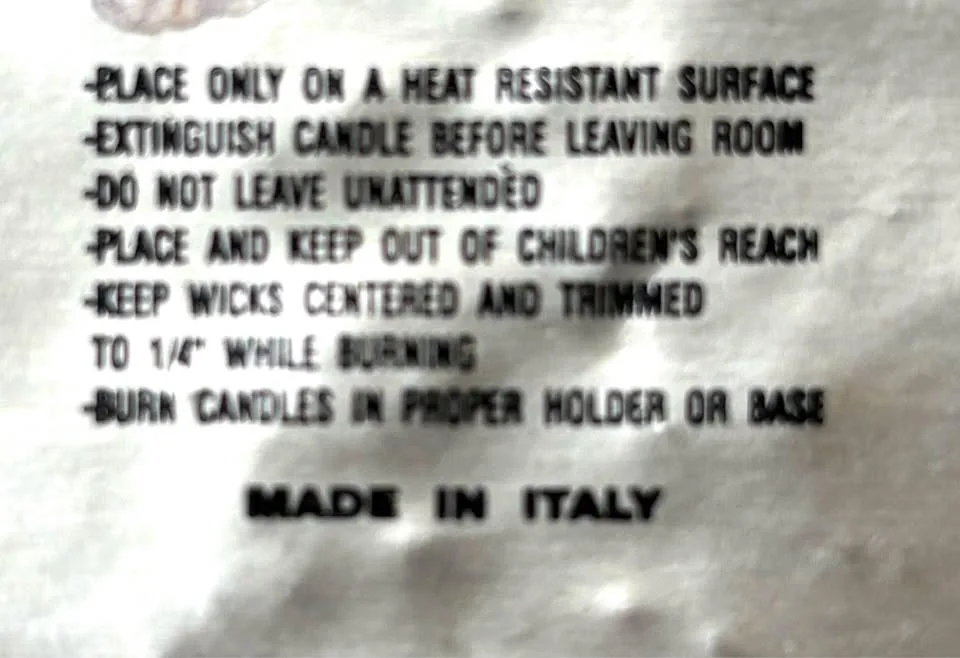 -PLACE ONLY ON A HEAT RESISTANT SURFACE
-EXTINGUISH CANDLE BEFORE LEAVING ROOM
-DO NOT LEAVE UNATTENDED
-PLACE AND KEEP OUT OF CHILDREN'S REACH
-KEEP WICKS CENTERED AND TRIMMED
TO 1/4" WHILE BURNING
-BURN CANDLES IN PROPER HOLDER OR BASE
MADE IN ITALY